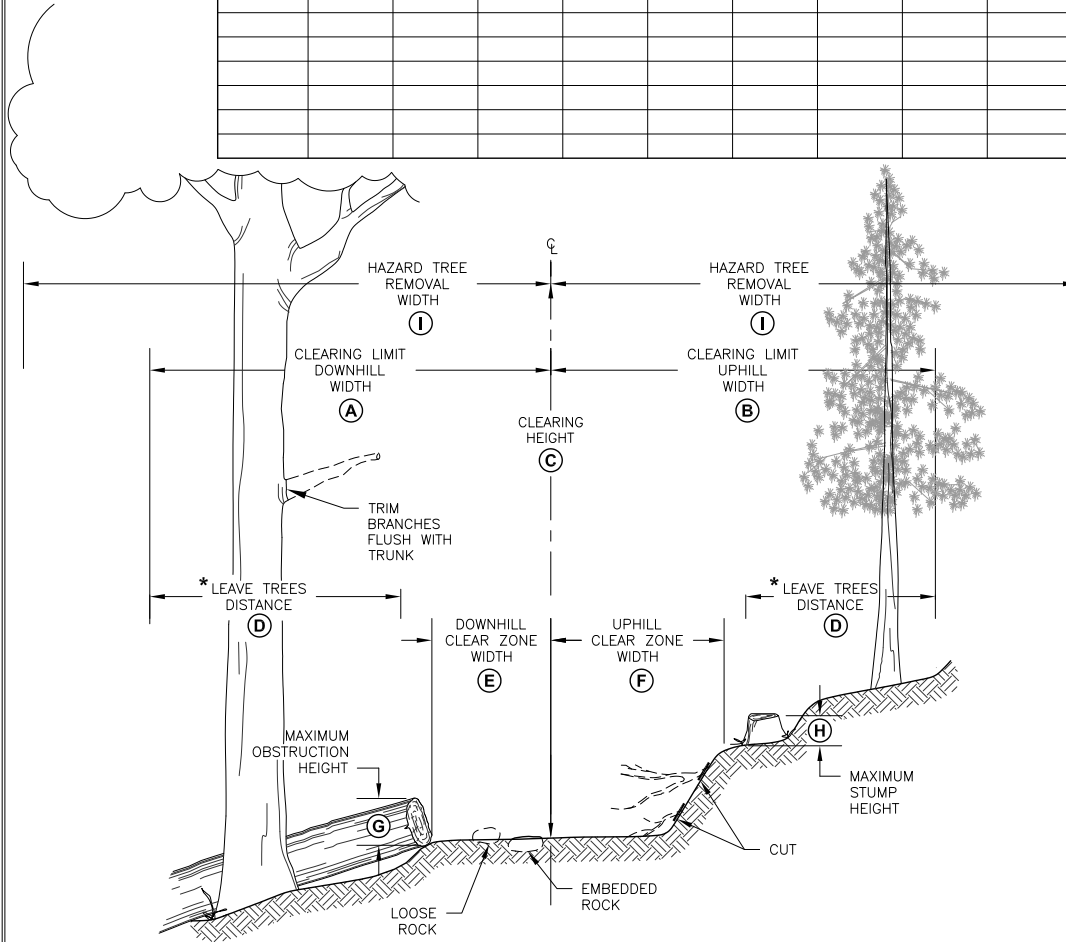 ℄
HAZARD TREE
REMOVAL
WIDTH
I
HAZARD TREE
REMOVAL
WIDTH
I
CLEARING LIMIT
DOWNHILL
WIDTH
A
CLEARING LIMIT
UPHILL
WIDTH
B
CLEARING
HEIGHT
C
TRIM
BRANCHES
FLUSH WITH
TRUNK
* LEAVE TREES
DISTANCE
D
* LEAVE TREES
DISTANCE
D
DOWNHILL
CLEAR ZONE
WIDTH
E
UPHILL
CLEAR ZONE
WIDTH
F
MAXIMUM
OBSTRUCTION
HEIGHT
G
H
MAXIMUM
STUMP
HEIGHT
CUT
EMBEDDED
ROCK
LOOSE
ROCK